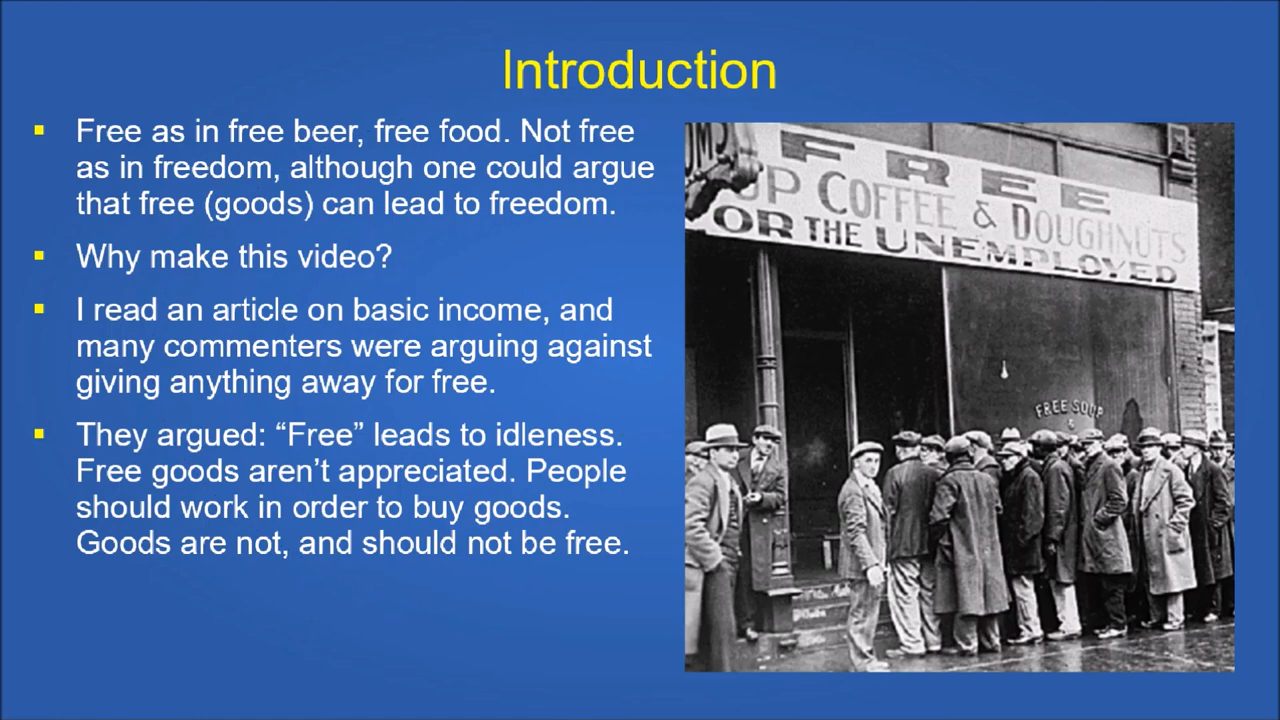 Introduction
Free as in free beer, free food. Not free
as in freedom, although one could argue
that free (goods) can lead to freedom.
Why make this video?
I read an article on basic income, and
many commenters were arguing against
giving anything away for free.
They argued: “Free” leads to idleness.
Free goods aren’t appreciated. People
should work in order to buy goods.
Goods are not, and should not be free.
FREE
UP COFFEE & DOUGHNUTS
OR THE UNEMPLOYED
FREE SOUP